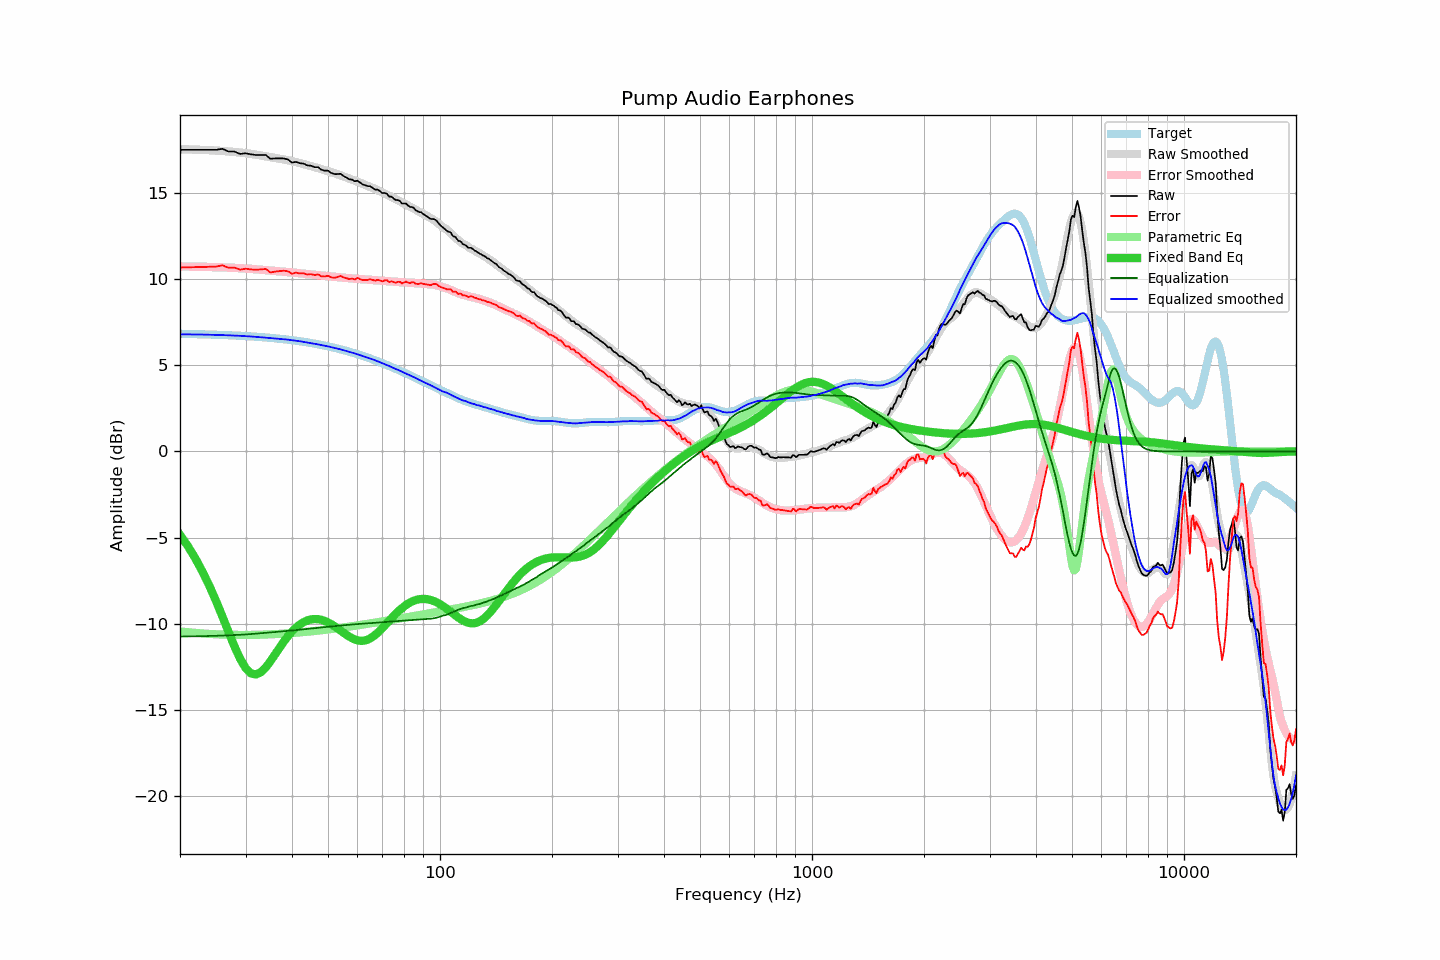 Pump Audio Earphones
Target
Raw Smoothed
Error Smoothed
Raw
Error
Parametric Eq
Fixed Band Eq
Equalization
Equalized smoothed
Amplitude (dBr)
15
10
5
0
−5
−10
−15
−20
100
1000
10000
Frequency (Hz)